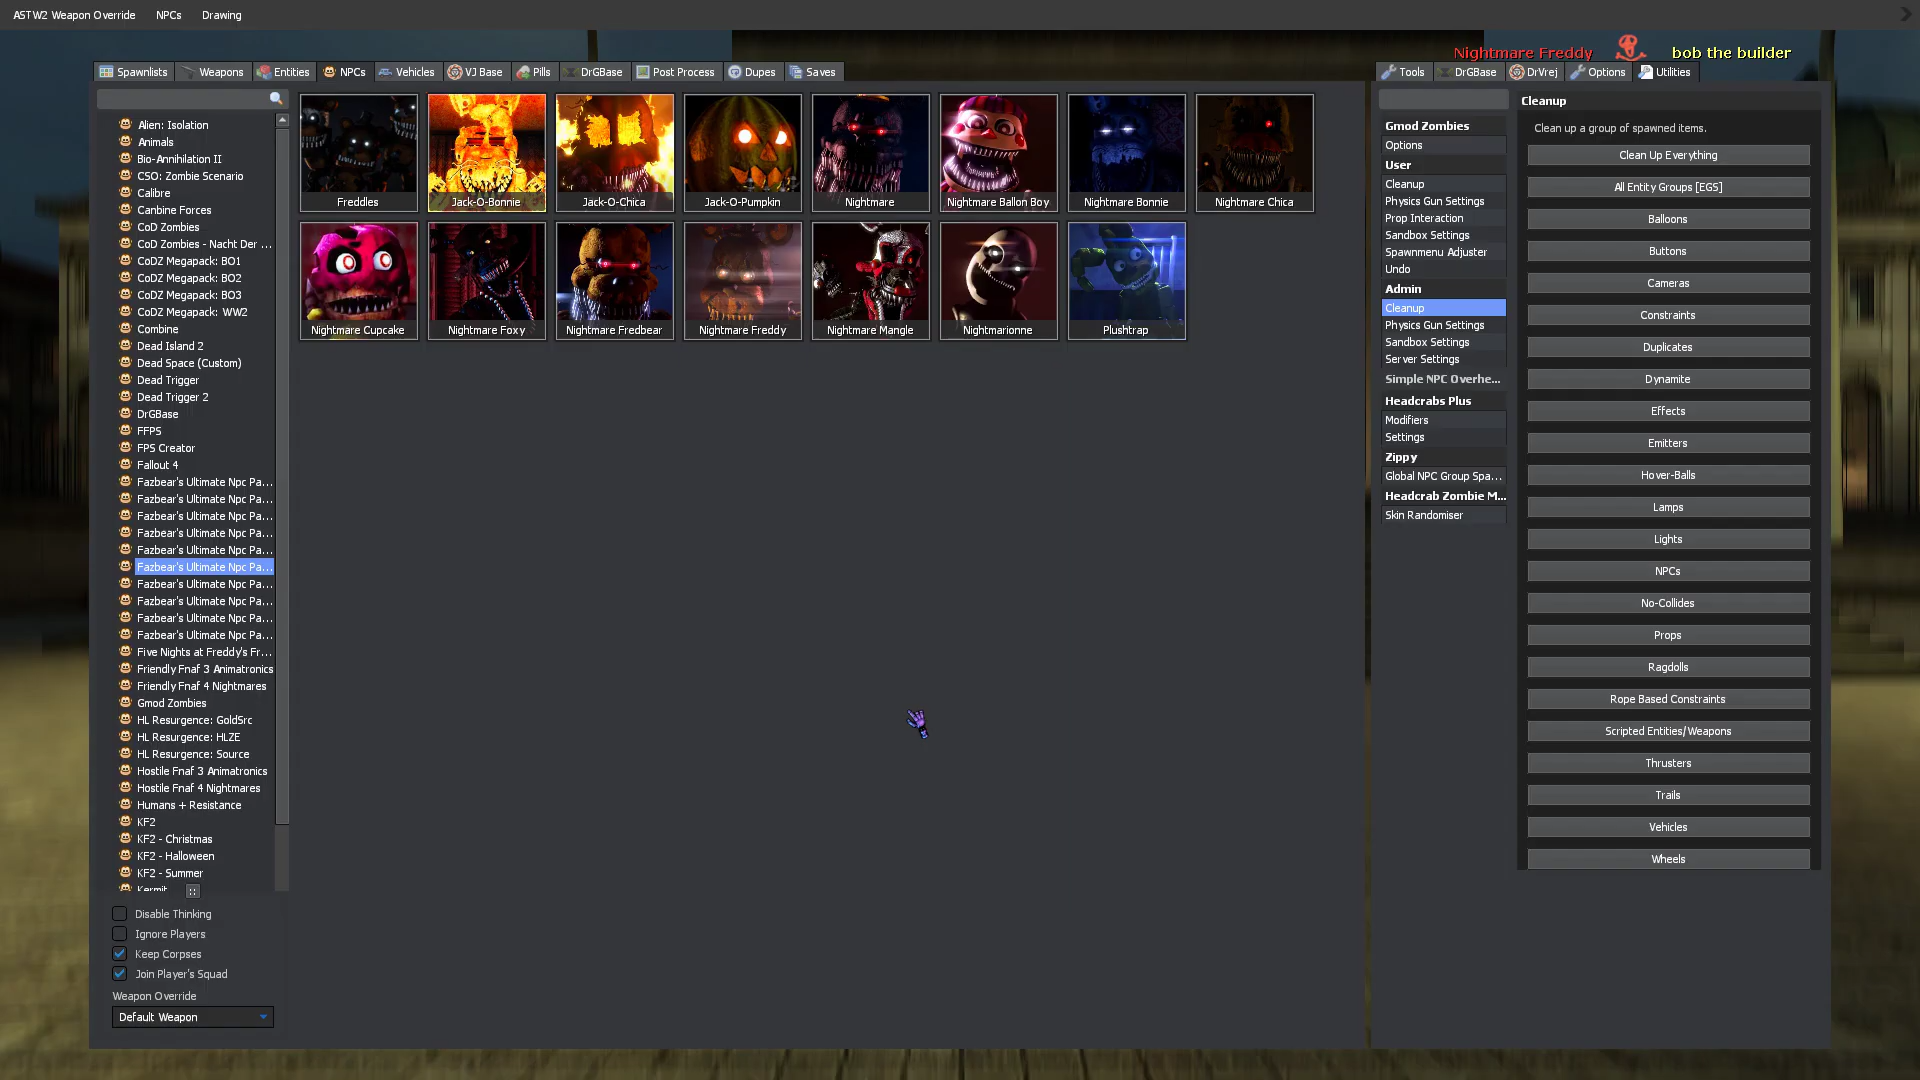 ASTW2 Weapon Override NPCs Drawing
Nightmare Freddy bob the builder
Spawnlists Weapons Entities NPCs Vehicles VJ Base Pills DrGBase Post Process Dupes Saves
Tools DrGBase DrVrej Options Utilities
Alien: Isolation
Animals
Bio-Annihilation II
CSO: Zombie Scenario
Calibre
Canbine Forces
CoD Zombies
CoD Zombies - Nacht Der ...
CoDZ Megapack: BO1
CoDZ Megapack: BO2
CoDZ Megapack: BO3
CoDZ Megapack: WW2
Combine
Dead Island 2
Dead Space (Custom)
Dead Trigger
Dead Trigger 2
DrGBase
FFPS
FPS Creator
Fallout 4
Fazbear's Ultimate Npc Pa...
Fazbear's Ultimate Npc Pa...
Fazbear's Ultimate Npc Pa...
Fazbear's Ultimate Npc Pa...
Fazbear's Ultimate Npc Pa...
Fazbear's Ultimate Npc Pa...
Fazbear's Ultimate Npc Pa...
Fazbear's Ultimate Npc Pa...
Fazbear's Ultimate Npc Pa...
Fazbear's Ultimate Npc Pa...
Five Nights at Freddy's Fr...
Friendly Fnaf 3 Animatronics
Friendly Fnaf 4 Nightmares
Gmod Zombies
HL Resurgence: GoldSrc
HL Resurgence: HLZE
HL Resurgence: Source
Hostile Fnaf 3 Animatronics
Hostile Fnaf 4 Nightmares
Humans + Resistance
KF2
KF2 - Christmas
KF2 - Halloween
KF2 - Summer
Kermit
Disable Thinking
Ignore Players
Keep Corpses
Join Player's Squad
Weapon Override
Default Weapon
Freddles Jack-O-Bonnie Jack-O-Chica Jack-O-Pumpkin Nightmare Nightmare Ballon Boy Nightmare Bonnie Nightmare Chica
Nightmare Cupcake Nightmare Foxy Nightmare Fredbear Nightmare Freddy Nightmare Mangle Nightmarionne Plushtrap
Gmod Zombies
Options
User
Cleanup
Physics Gun Settings
Prop Interaction
Sandbox Settings
Spawnmenu Adjuster
Undo
Admin
Cleanup
Physics Gun Settings
Sandbox Settings
Server Settings
Simple NPC Overhe...
Headcrabs Plus
Modifiers
Settings
Zippy
Global NPC Group Spa...
Headcrab Zombie M...
Skin Randomiser
Cleanup
Clean up a group of spawned items.
Clean Up Everything
All Entity Groups [EGS]
Balloons
Buttons
Cameras
Constraints
Duplicates
Dynamite
Effects
Emitters
Hover-Balls
Lamps
Lights
NPCs
No-Collides
Props
Ragdolls
Rope Based Constraints
Scripted Entities/Weapons
Thrusters
Trails
Vehicles
Wheels